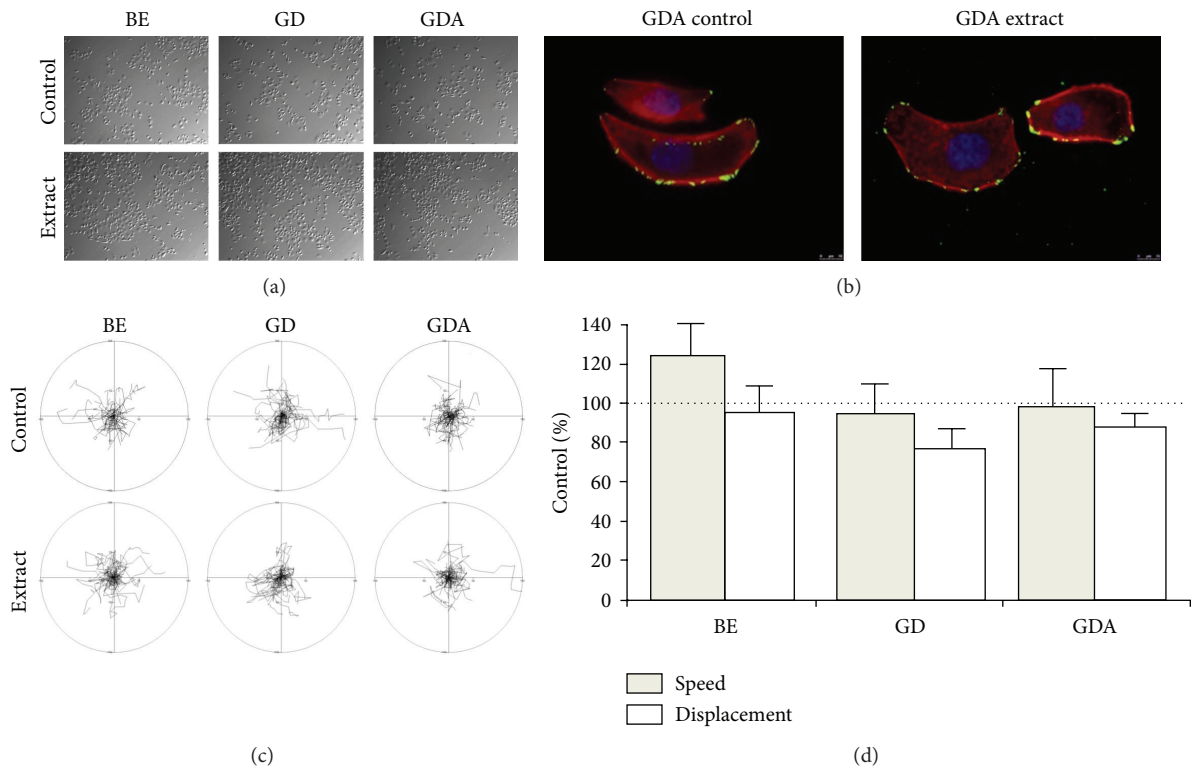 BE GD GDA
Control
Extract
(a)
GDA control GDA extract
(b)
BE GD GDA
Control
Extract
(c)
140
120
100
80
60
40
20
0
Control (%)
BE GD GDA
Speed
Displacement
(d)